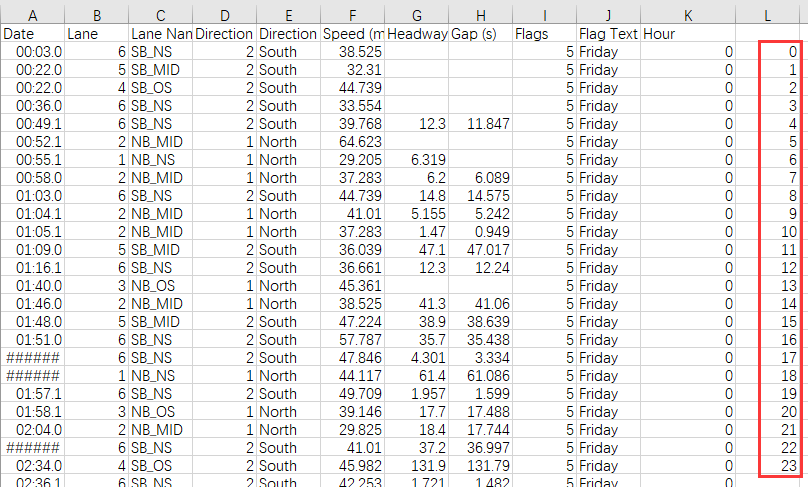 A B C D E F G H I J K L
Date Lane Lane Nan Direction Direction Speed (m Headway Gap (s) Flags Flag Text Hour
00:03.0 6 SB_NS 2 South 38.525 5 Friday 0 0
00:22.0 5 SB_MID 2 South 32.31 5 Friday 0 1
00:22.0 4 SB_OS 2 South 44.739 5 Friday 0 2
00:36.0 6 SB_NS 2 South 33.554 5 Friday 0 3
00:49.1 6 SB_NS 2 South 39.768 12.3 11.847 5 Friday 0 4
00:52.1 2 NB_MID 1 North 64.623 5 Friday 0 5
00:55.1 1 NB_NS 1 North 29.205 6.319 5 Friday 0 6
00:58.0 2 NB_MID 1 North 37.283 6.2 6.089 5 Friday 0 7
01:03.0 6 SB_NS 2 South 44.739 14.8 14.575 5 Friday 0 8
01:04.1 2 NB_MID 1 North 41.01 5.155 5.242 5 Friday 0 9
01:05.1 2 NB_MID 1 North 37.283 1.47 0.949 5 Friday 0 10
01:09.0 5 SB_MID 2 South 36.039 47.1 47.017 5 Friday 0 11
01:16.1 6 SB_NS 2 South 36.661 12.3 12.24 5 Friday 0 12
01:40.0 3 NB_OS 1 North 45.361 5 Friday 0 13
01:46.0 2 NB_MID 1 North 38.525 41.3 41.06 5 Friday 0 14
01:48.0 5 SB_MID 2 South 47.224 38.9 38.639 5 Friday 0 15
01:51.0 6 SB_NS 2 South 57.787 35.7 35.438 5 Friday 0 16
###### 6 SB_NS 2 South 47.846 4.301 3.334 5 Friday 0 17
###### 1 NB_NS 1 North 44.117 61.4 61.086 5 Friday 0 18
01:57.1 6 SB_NS 2 South 49.709 1.957 1.599 5 Friday 0 19
01:58.1 3 NB_OS 1 North 39.146 17.7 17.488 5 Friday 0 20
02:04.0 2 NB_MID 1 North 29.825 18.4 17.744 5 Friday 0 21
###### 6 SB_NS 2 South 41.01 37.2 36.997 5 Friday 0 22
02:34.0 4 SB_OS 2 South 45.982 131.9 131.79 5 Friday 0 23
02:36.1 6 SB_NS 2 South 42.253 1.721 1.482 5 Friday 0